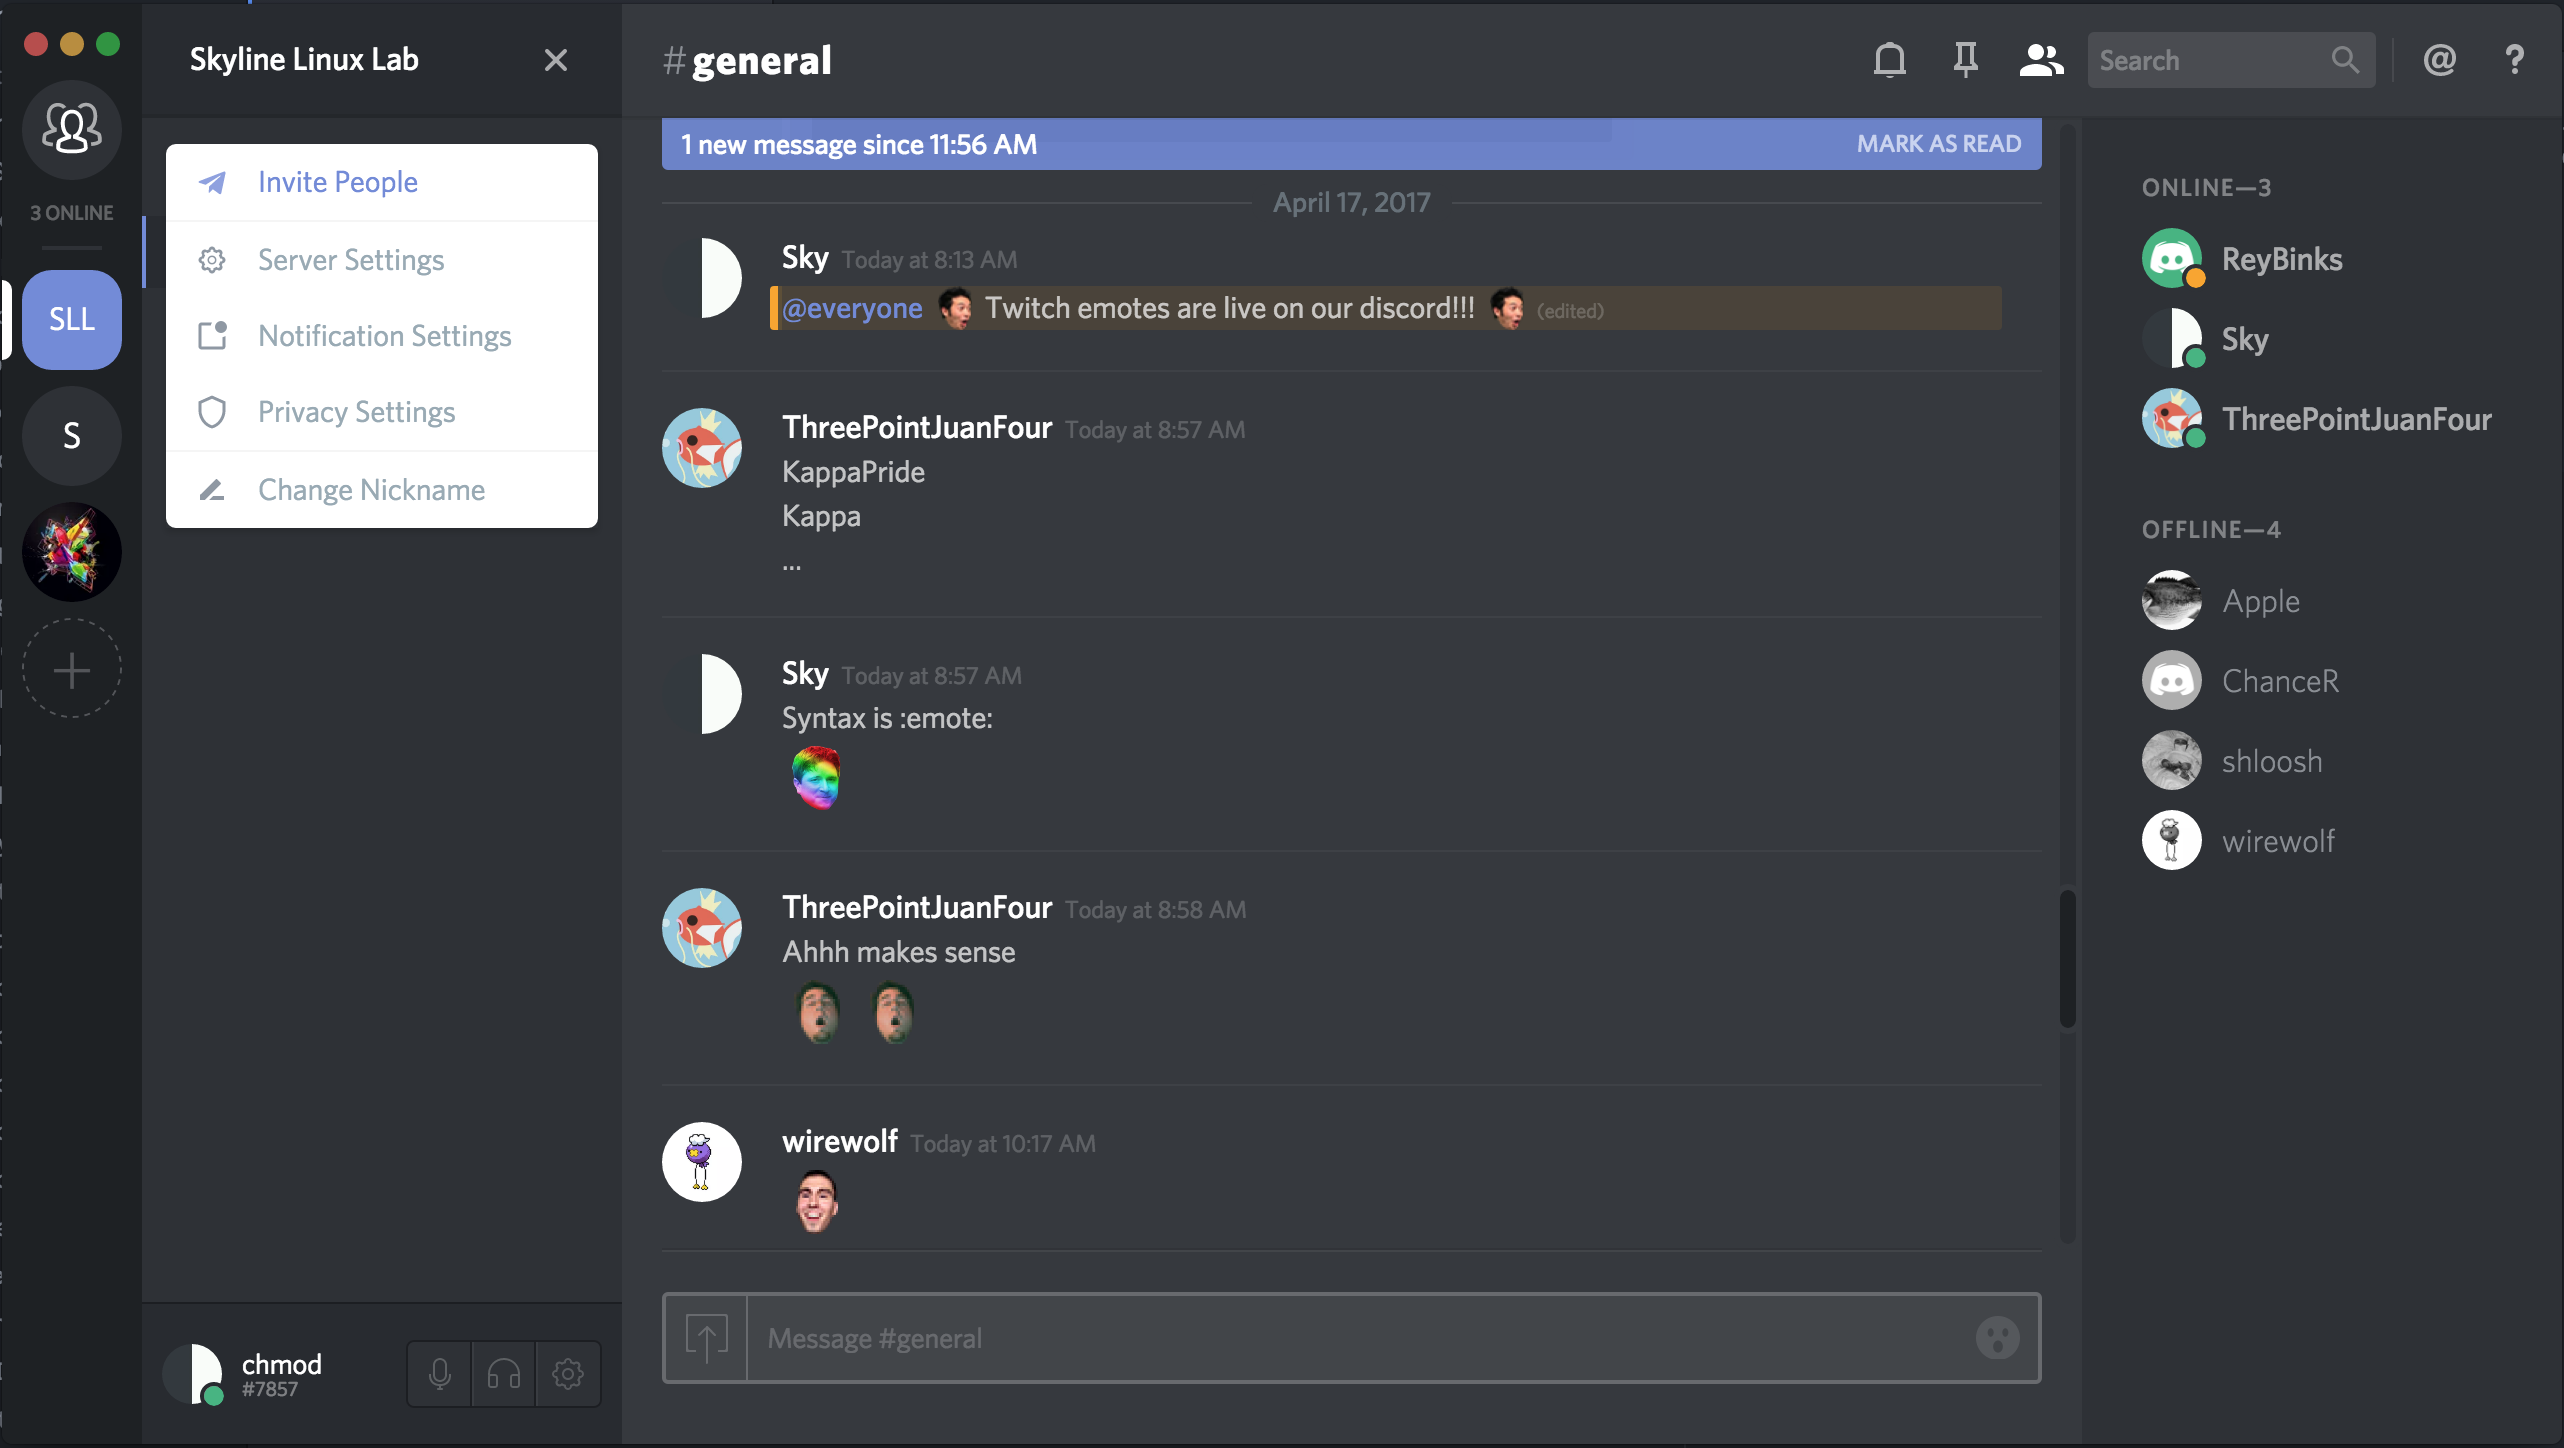 3 ONLINE
SLL
S
Skyline Linux Lab
Invite People
Server Settings
Notification Settings
Privacy Settings
Change Nickname
chmod
#7857
#general
Search
@
?
1 new message since 11:56 AM MARK AS READ
April 17, 2017
Sky Today at 8:13 AM
@everyone Twitch emotes are live on our discord!!! (edited)
ThreePointJuanFour Today at 8:57 AM
KappaPride
Kappa
...
Sky Today at 8:57 AM
Syntax is :emote:
ThreePointJuanFour Today at 8:58 AM
Ahhh makes sense
wirewolf Today at 10:17 AM
Message #general
ONLINE—3
ReyBinks
Sky
ThreePointJuanFour
OFFLINE—4
Apple
ChanceR
shloosh
wirewolf